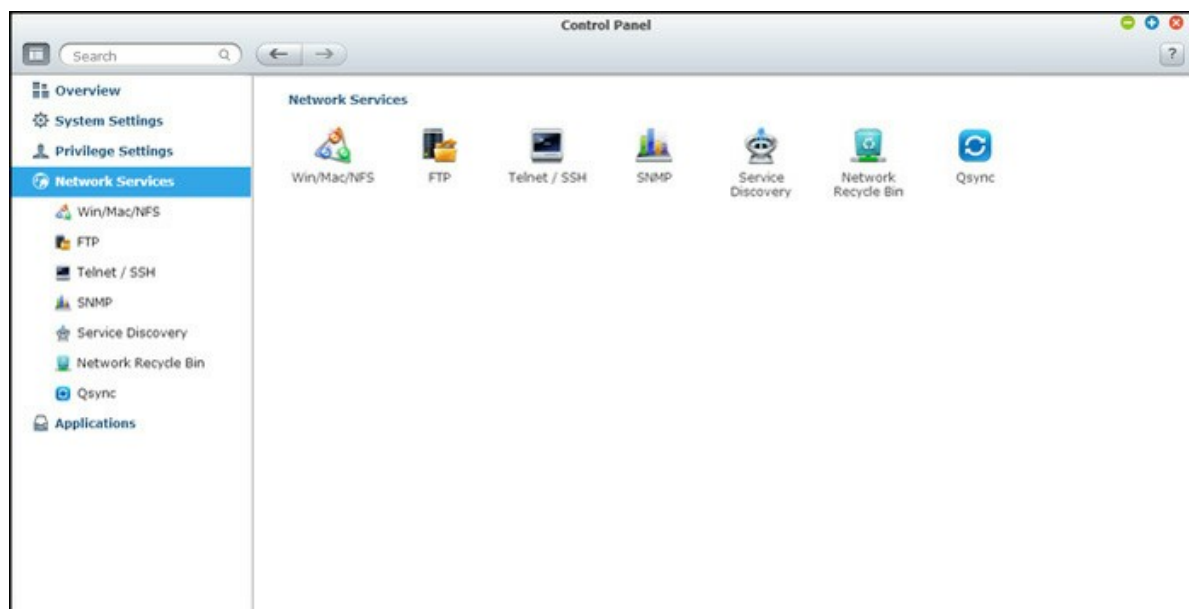 Control Panel
Search
?
Overview
System Settings
Privilege Settings
Network Services
Win/Mac/NFS
FTP
Telnet / SSH
SNMP
Service Discovery
Network Recycle Bin
Qsync
Applications
Network Services
Win/Mac/NFS
FTP
Telnet / SSH
SNMP
Service
Discovery
Network
Recycle Bin
Qsync